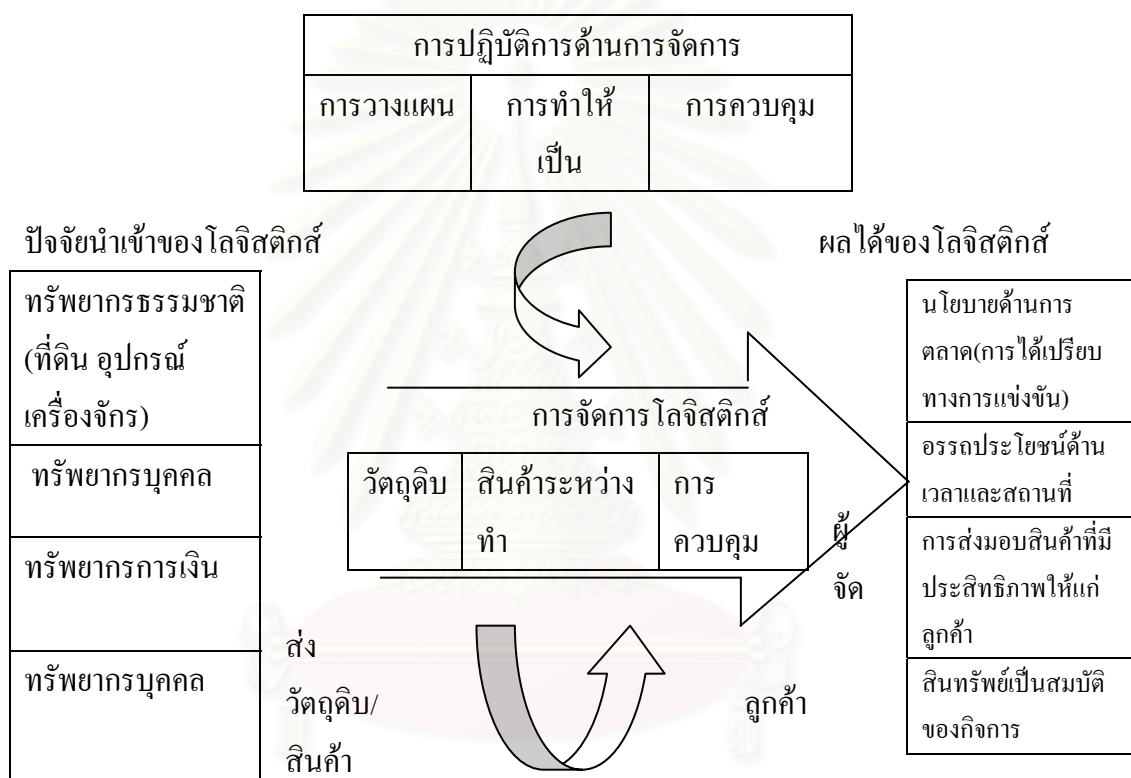 การปฏิบัติการด้านการจัดการ
การวางแผน
การทำให้
เป็น
การควบคุม
ปัจจัยนำเข้าของโลจิสติกส์
ทรัพยากรธรรมชาติ
(ที่ดิน อุปกรณ์
เครื่องจักร)
ทรัพยากรบุคคล
ทรัพยากรการเงิน
ทรัพยากรบุคคล
ส่ง
วัตถุดิบ/
สินค้า
การจัดการโลจิสติกส์
วัตถุดิบ
สินค้าระหว่าง
ทำ
การ
ควบคุม
ผู้
จัด
ลูกค้า
ผลได้ของโลจิสติกส์
นโยบายด้านการ
ตลาด(การได้เปรียบ
ทางการแข่งขัน)
อรรถประโยชน์ด้าน
เวลาและสถานที่
การส่งมอบสินค้าที่มี
ประสิทธิภาพให้แก่
ลูกค้า
สินทรัพย์เป็นสมบัติ
ของกิจการ